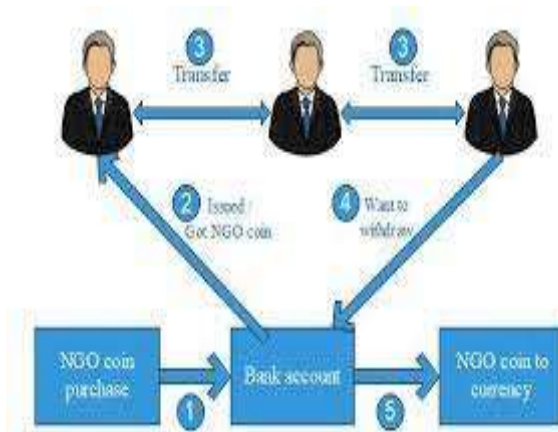 3
3
Transfer
Transfer
2
Issued /
Got NGO coin
4
Want to
withdraw
NGO coin
purchase
Bank account
NGO coin to
currency
1
5